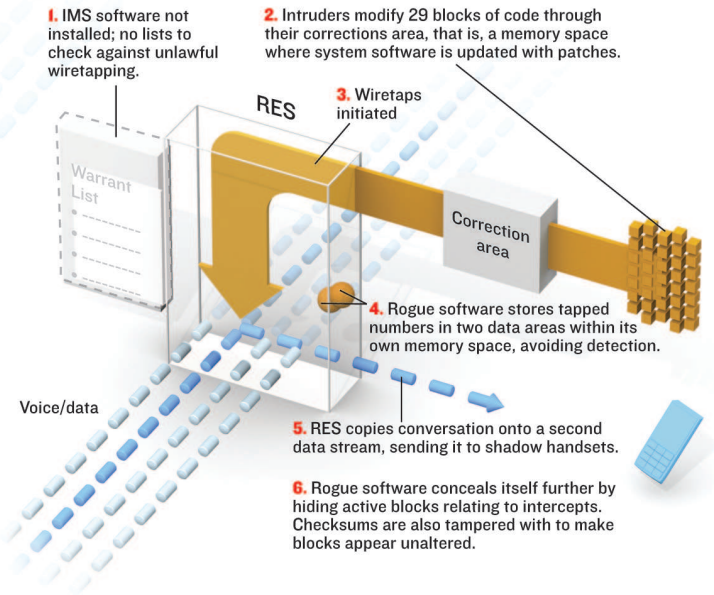 1. IMS software not
installed; no lists to
check against unlawful
wiretapping.
2. Intruders modify 29 blocks of code through
their corrections area, that is, a memory space
where system software is updated with patches.
RES
3. Wiretaps
initiated
Warrant
List
Correction
area
4. Rogue software stores tapped
numbers in two data areas within its
own memory space, avoiding detection.
Voice/data
5. RES copies conversation onto a second
data stream, sending it to shadow handsets.
6. Rogue software conceals itself further by
hiding active blocks relating to intercepts.
Checksums are also tampered with to make
blocks appear unaltered.